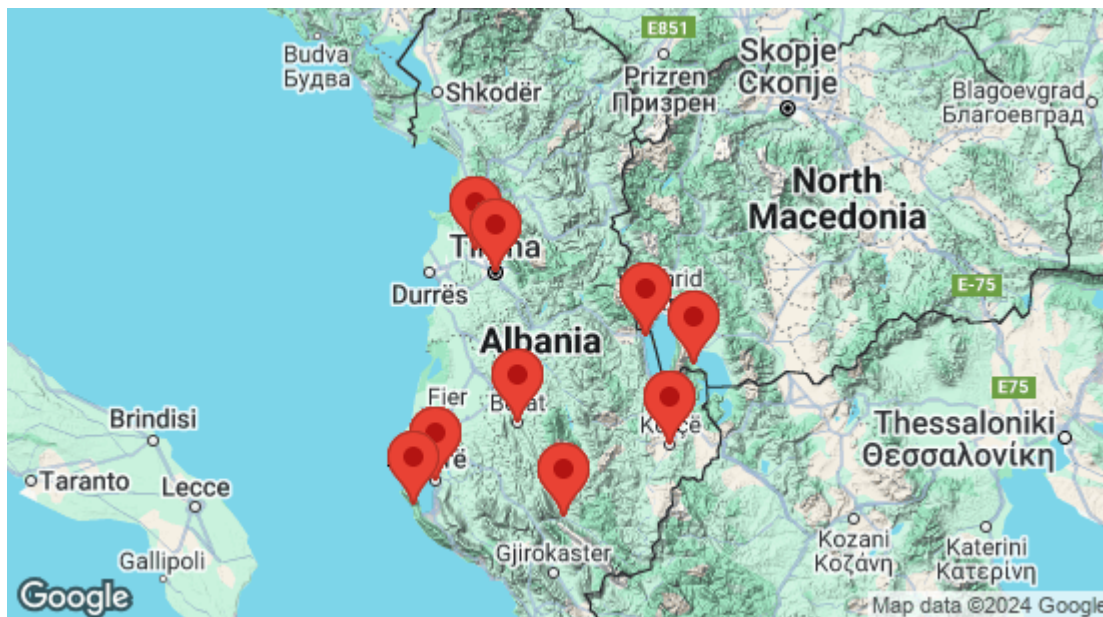 E851
Budva
Будва
Skopje
Скопје
Prizren
Призрен
Shkodër
Blagoevgrad
Благоевград
North
Macedonia
Durrës
E-75
Albania
Fier
E75
Brindisi
Thessaloniki
Θεσσαλονίκη
Taranto
Lecce
Gallipoli
Gjirokaster
Kozani
Κοζάνη
Katerini
Κατερίνη
Google
Map data ©2024 Google